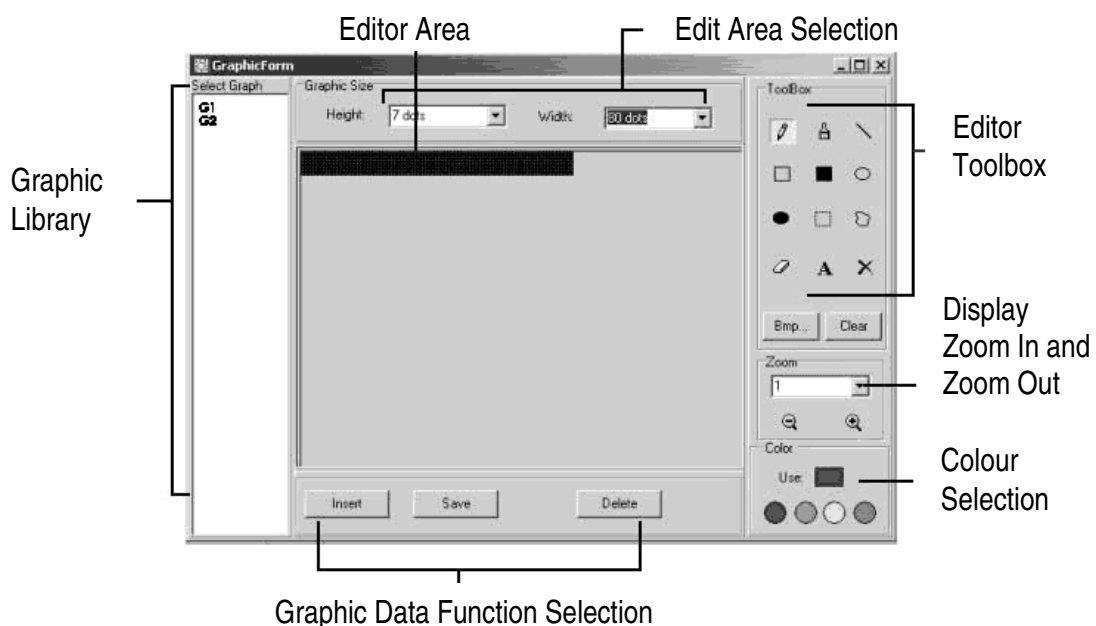 Editor Area
Edit Area Selection
GraphicForm
Select Graph
G1
G2
Graphic Size
Height:
7 dots
Width:
80 dots
ToolBox
A
Bmp...
Clear
Zoom
1
Color
Use:
Insert
Save
Delete
Graphic
Library
Editor
Toolbox
Display
Zoom In and
Zoom Out
Colour
Selection
Graphic Data Function Selection